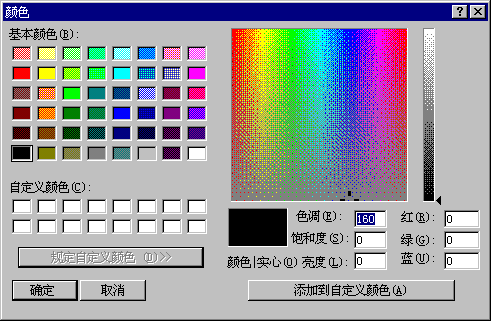 颜色
基本颜色(B):
自定义颜色(C):
规定自定义颜色 (D)>>
确定 取消
色调(E): 160 红(R): 0
饱和度(S): 0 绿(G): 0
颜色|实心(O) 亮度(L): 0 蓝(U): 0
添加到自定义颜色(A)